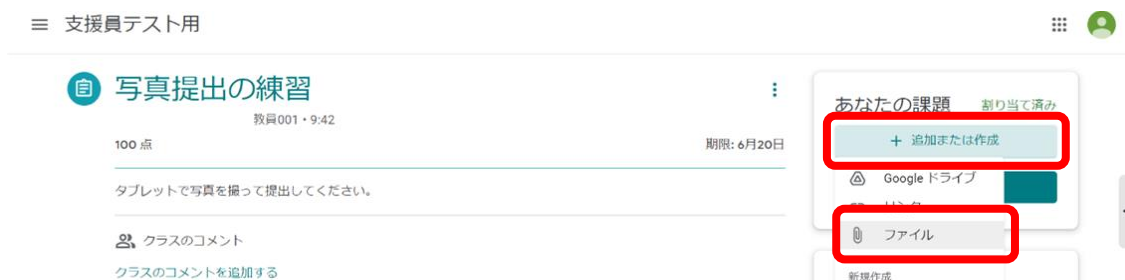 支援員テスト用
写真提出の練習
教員001・9:42
100 点
期限: 6月20日
タブレットで写真を撮って提出してください。
クラスのコメント
クラスのコメントを追加する
あなたの課題
割り当て済み
+ 追加または作成
Google ドライブ
ファイル
新規作成